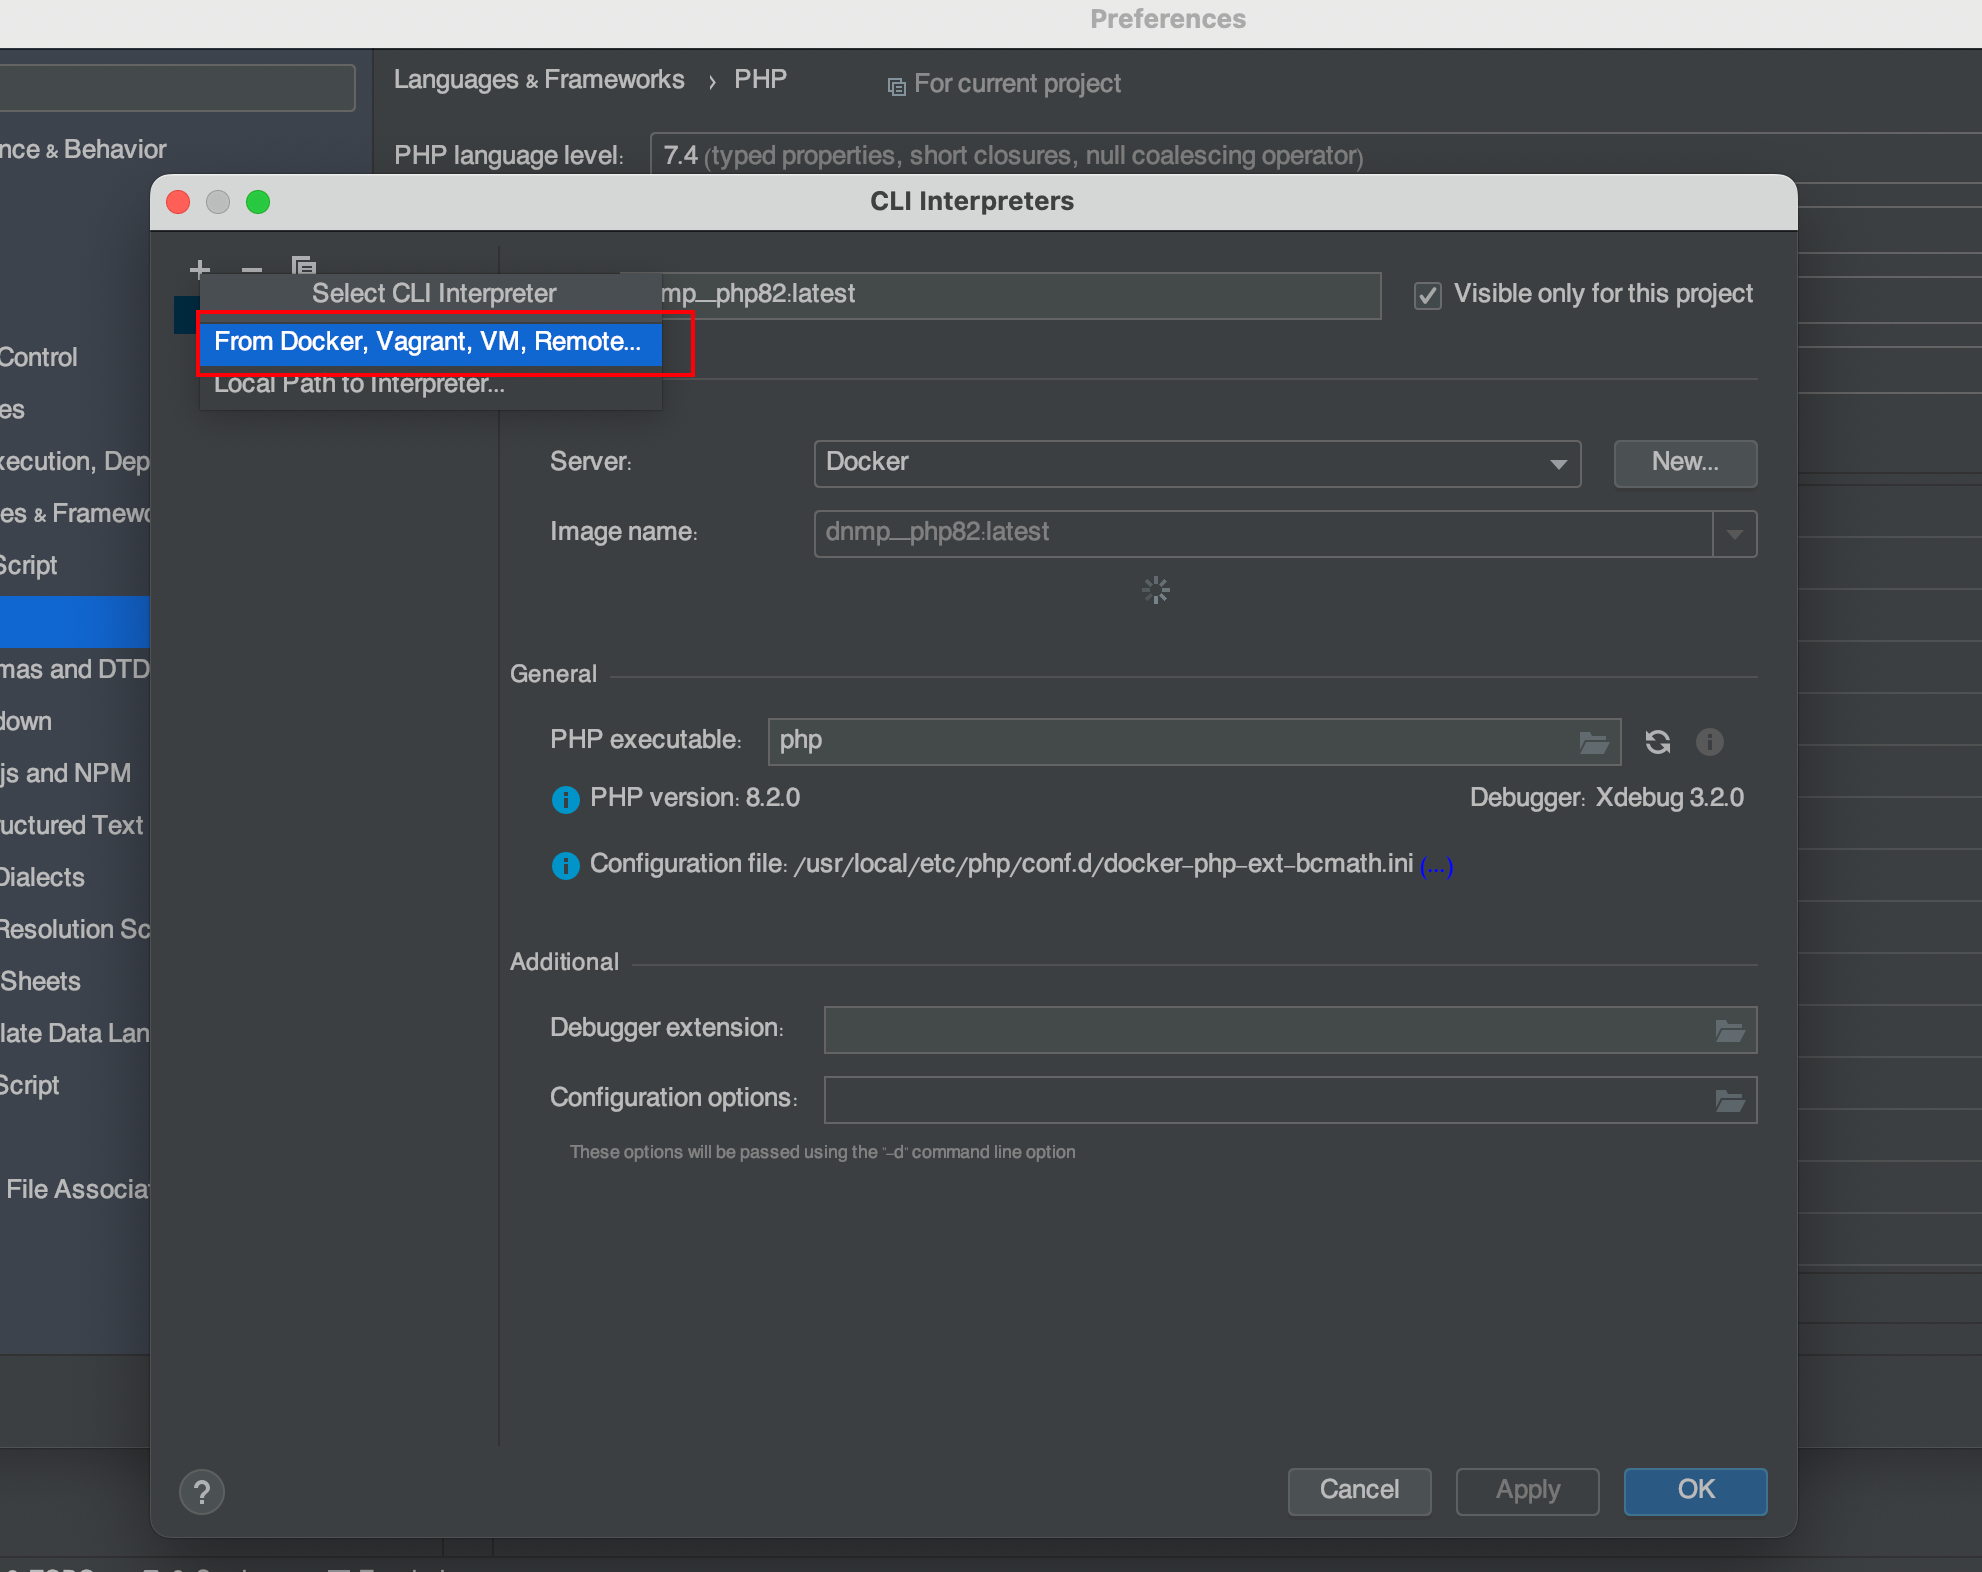 Preferences
Languages & Frameworks › PHP For current project
nce & Behavior
PHP language level: 7.4 (typed properties, short closures, null coalescing operator)
CLI Interpreters
Select CLI Interpreter
mp_php82:latest
Visible only for this project
From Docker, Vagrant, VM, Remote...
Local Path to Interpreter...
Control
es
xecution, Dep
es & Framewo
Script
mas and DTD
down
js and NPM
ructured Text
Dialects
Resolution Sc
Sheets
late Data Lan
Script
File Associat
Server: Docker New...
Image name: dnmp_php82:latest
General
PHP executable: php
PHP version: 8.2.0 Debugger: Xdebug 3.2.0
Configuration file: /usr/local/etc/php/conf.d/docker-php-ext-bcmath.ini (...)
Additional
Debugger extension:
Configuration options:
These options will be passed using the "-d" command line option
? Cancel Apply OK